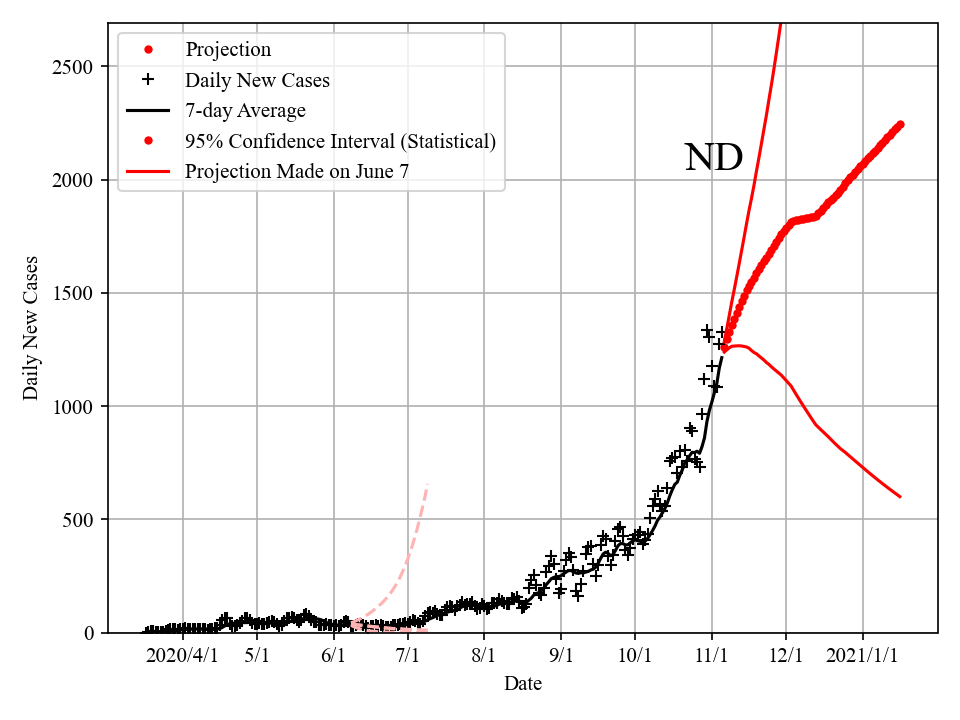 Projection
Daily New Cases
7-day Average
95% Confidence Interval (Statistical)
Projection Made on June 7
ND
2500
2000
1500
1000
500
0
Daily New Cases
2020/4/1 5/1 6/1 7/1 8/1 9/1 10/1 11/1 12/1 2021/1/1
Date